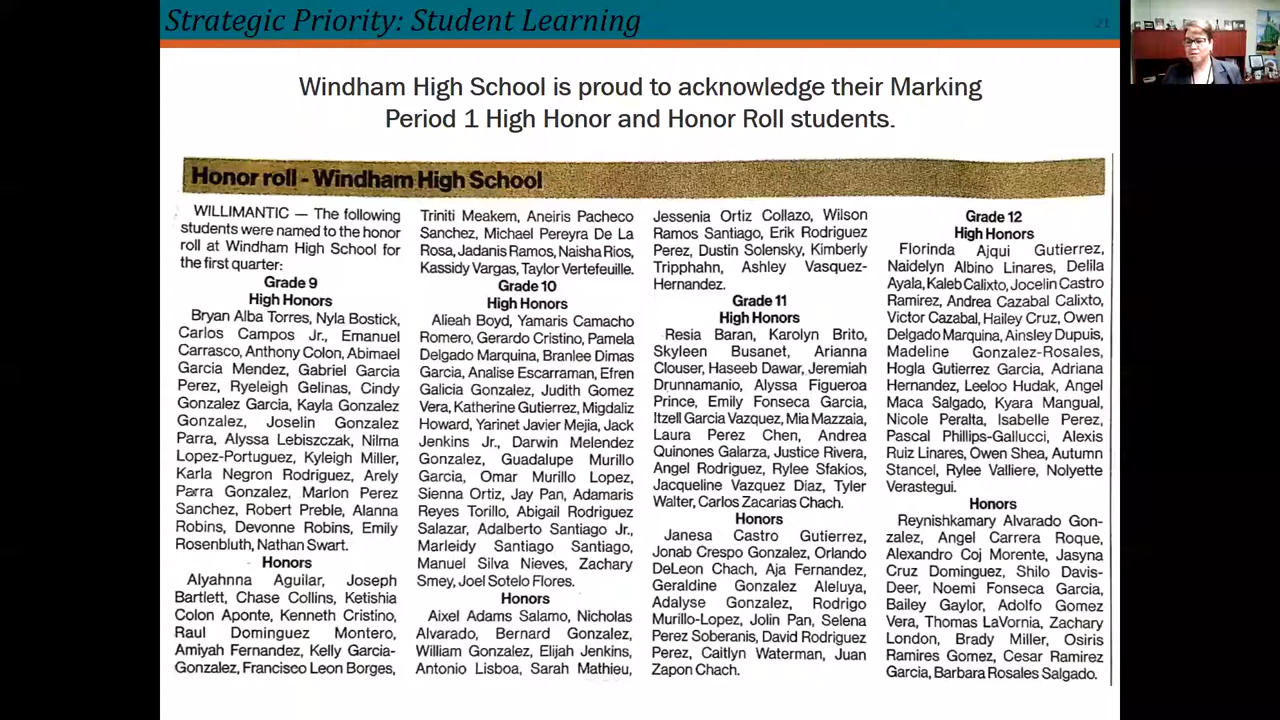 Strategic Priority: Student Learning
21
Windham High School is proud to acknowledge their Marking
Period 1 High Honor and Honor Roll students.
Honor roll - Windham High School
WILLIMANTIC — The following
students were named to the honor
roll at Windham High School for
the first quarter:
Grade 9
High Honors
Bryan Alba Torres, Nyla Bostick,
Carlos Campos Jr., Emanuel
Carrasco, Anthony Colon, Abimael
Garcia Mendez, Gabriel Garcia
Perez, Ryeleigh Gelinas, Cindy
Gonzalez Garcia, Kayla Gonzalez
Gonzalez, Joselin Gonzalez
Parra, Alyssa Lebiszczak, Nilma
Lopez-Portuguez, Kyleigh Miller,
Karla Negron Rodriguez, Arely
Parra Gonzalez, Marlon Perez
Sanchez, Robert Preble, Alanna
Robins, Devonne Robins, Emily
Rosenbluth, Nathan Swart.
Honors
Alyahnna Aguilar, Joseph
Bartlett, Chase Collins, Ketishia
Colon Aponte, Kenneth Cristino,
Raul Dominguez Montero,
Amiyah Fernandez, Kelly Garcia-
Gonzalez, Francisco Leon Borges,
Triniti Meakem, Aneiris Pacheco
Sanchez, Michael Pereyra De La
Rosa, Jadanis Ramos, Naisha Rios,
Kassidy Vargas, Taylor Vertefeuille.
Grade 10
High Honors
Alieah Boyd, Yamaris Camacho
Romero, Gerardo Cristino, Pamela
Delgado Marquina, Branlee Dimas
Garcia, Analise Escarraman, Efren
Galicia Gonzalez, Judith Gomez
Vera, Katherine Gutierrez, Migdaliz
Howard, Yarinet Javier Mejia, Jack
Jenkins Jr., Darwin Melendez
Gonzalez, Guadalupe Murillo
Garcia, Omar Murillo Lopez,
Sienna Ortiz, Jay Pan, Adamaris
Reyes Torillo, Abigail Rodriguez
Salazar, Adalberto Santiago Jr.,
Marleidy Santiago Santiago,
Manuel Silva Nieves, Zachary
Smey, Joel Sotelo Flores.
Honors
Aixel Adams Salamo, Nicholas
Alvarado, Bernard Gonzalez,
William Gonzalez, Elijah Jenkins,
Antonio Lisboa, Sarah Mathieu,
Jessenia Ortiz Collazo, Wilson
Ramos Santiago, Erik Rodriguez
Perez, Dustin Solensky, Kimberly
Tripphahn, Ashley Vasquez-
Hernandez.
Grade 11
High Honors
Resia Baran, Karolyn Brito,
Skyleen Busanet, Arianna
Clouser, Haseeb Dawar, Jeremiah
Drunnamanio, Alyssa Figueroa
Prince, Emily Fonseca Garcia,
Itzell Garcia Vazquez, Mia Mazzaia,
Laura Perez Chen, Andrea
Quinones Galarza, Justice Rivera,
Angel Rodriguez, Rylee Sfakios,
Jacqueline Vazquez Diaz, Tyler
Walter, Carlos Zacarias Chach.
Honors
Janesa Castro Gutierrez,
Jonab Crespo Gonzalez, Orlando
DeLeon Chach, Aja Fernandez,
Geraldine Gonzalez Aleluya,
Adalyse Gonzalez, Rodrigo
Murillo-Lopez, Jolin Pan, Selena
Perez Soberanis, David Rodriguez
Perez, Caitlyn Waterman, Juan
Zapon Chach.
Grade 12
High Honors
Florinda Ajqui Gutierrez,
Naidelyn Albino Linares, Delila
Ayala, Kaleb Calixto, Jocelin Castro
Ramirez, Andrea Cazabal Calixto,
Victor Cazabal, Hailey Cruz, Owen
Delgado Marquina, Ainsley Dupuis,
Madeline Gonzalez-Rosales,
Hogla Gutierrez Garcia, Adriana
Hernandez, Leeloo Hudak, Angel
Maca Salgado, Kyara Mangual,
Nicole Peralta, Isabelle Perez,
Pascal Phillips-Gallucci, Alexis
Ruiz Linares, Owen Shea, Autumn
Stancel, Rylee Valliere, Nolyette
Verastegui.
Honors
Reynishkamary Alvarado Gon-
zalez, Angel Carrera Roque,
Alexandro Coj Morente, Jasyna
Cruz Dominguez, Shilo Davis-
Deer, Noemi Fonseca Garcia,
Bailey Gaylor, Adolfo Gomez
Vera, Thomas LaVornia, Zachary
London, Brady Miller, Osiris
Ramires Gomez, Cesar Ramirez
Garcia, Barbara Rosales Salgado.